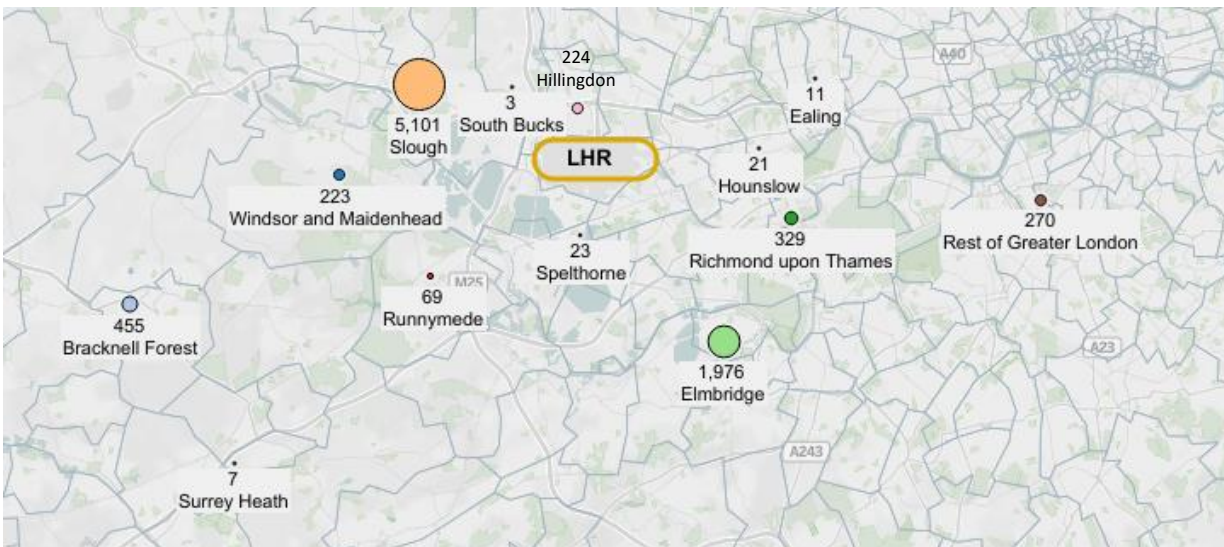 224
Hillingdon
A40
11
Ealing
3
South Bucks
5,101
Slough
LHR
21
Hounslow
223
Windsor and Maidenhead
270
Rest of Greater London
329
Richmond upon Thames
23
Spelthorne
M25
69
Runnymede
455
Bracknell Forest
A23
1,976
Elmbridge
A243
7
Surrey Heath